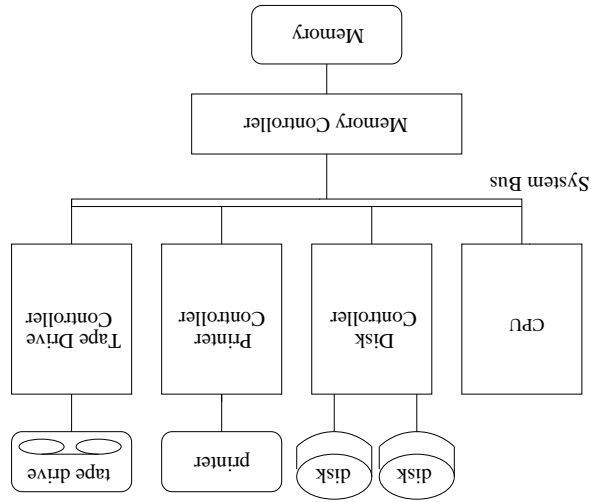 disk
disk
printer
tape drive
CPU
Disk
Controller
Printer
Controller
Tape Drive
Controller
System Bus
Memory Controller
Memory